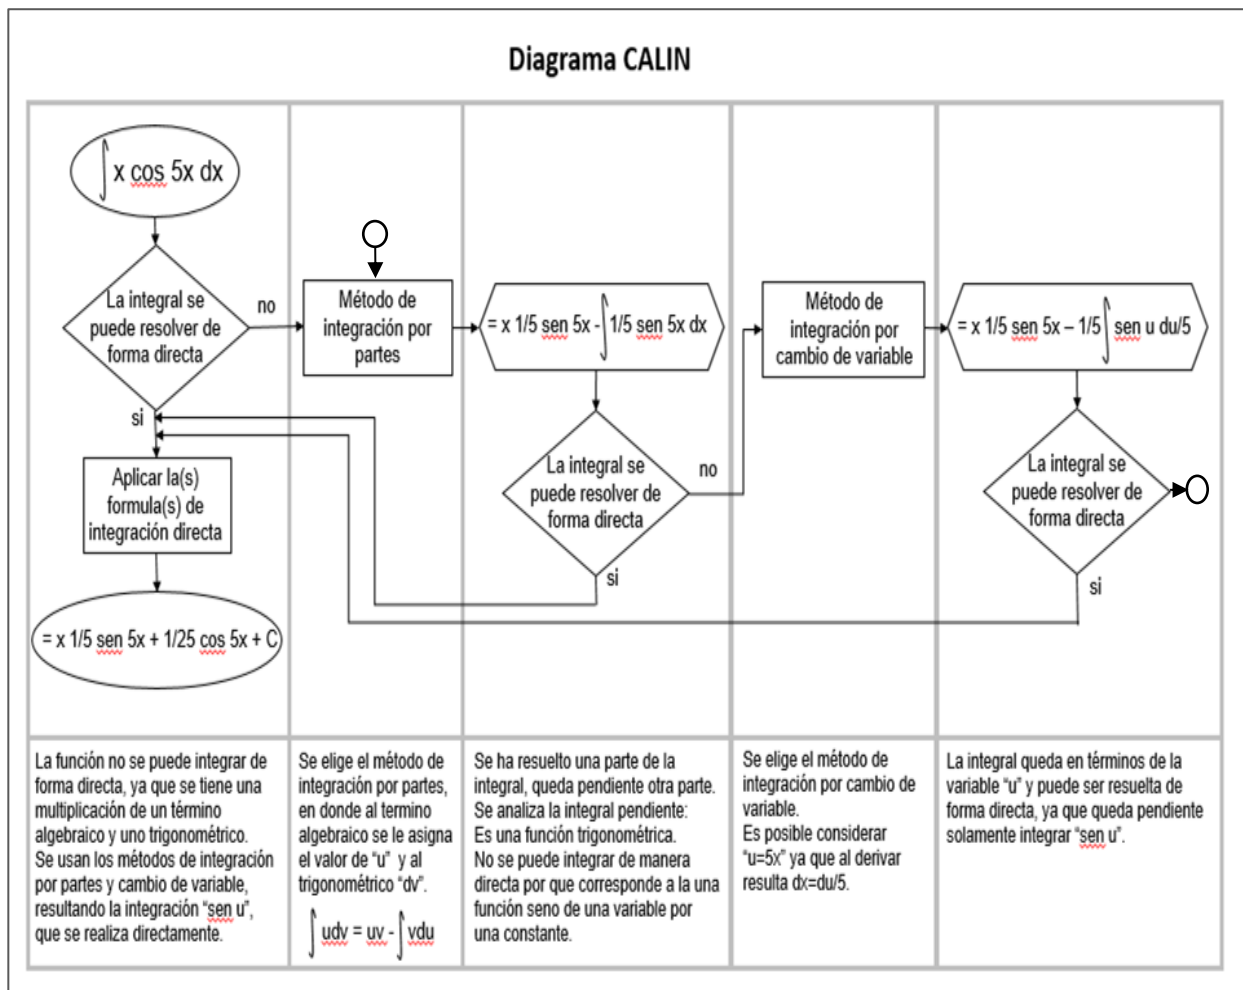 Diagrama CALIN
∫ x cos 5x dx
La integral se
puede resolver de
forma directa
no
si
Aplicar la(s)
formula(s) de
integración directa
= x 1/5 sen 5x + 1/25 cos 5x + C
Método de
integración por
partes
= x 1/5 sen 5x - ∫ 1/5 sen 5x dx
La integral se
puede resolver de
forma directa
no
si
Método de
integración por
cambio de variable
= x 1/5 sen 5x – 1/5 ∫ sen u du/5
La integral se
puede resolver de
forma directa
si
La función no se puede integrar de
forma directa, ya que se tiene una
multiplicación de un término
algebraico y uno trigonométrico.
Se usan los métodos de integración
por partes y cambio de variable,
resultando la integración “sen u”,
que se realiza directamente.
Se elige el método de
integración por partes,
en donde al termino
algebraico se le asigna
el valor de “u” y al
trigonométrico “dv”.
∫ udv = uv - ∫ vdu
Se ha resuelto una parte de la
integral, queda pendiente otra parte.
Se analiza la integral pendiente:
Es una función trigonométrica.
No se puede integrar de manera
directa por que corresponde a la una
función seno de una variable por
una constante.
Se elige el método de
integración por cambio de
variable.
Es posible considerar
“u=5x” ya que al derivar
resulta dx=du/5.
La integral queda en términos de la
variable “u” y puede ser resuelta de
forma directa, ya que queda pendiente
solamente integrar “sen u”.